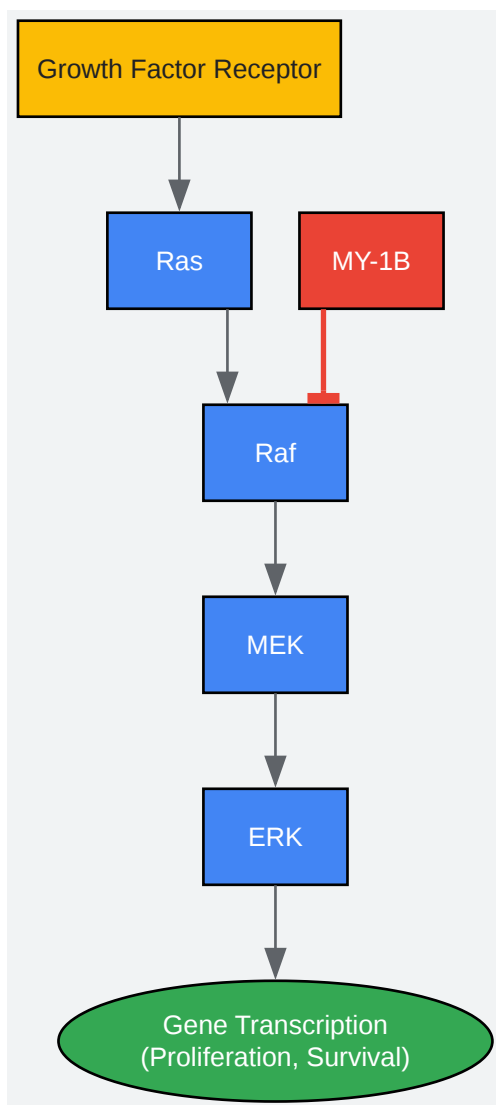 Growth Factor Receptor
Ras
MY-1B
Raf
MEK
ERK
Gene Transcription
(Proliferation, Survival)